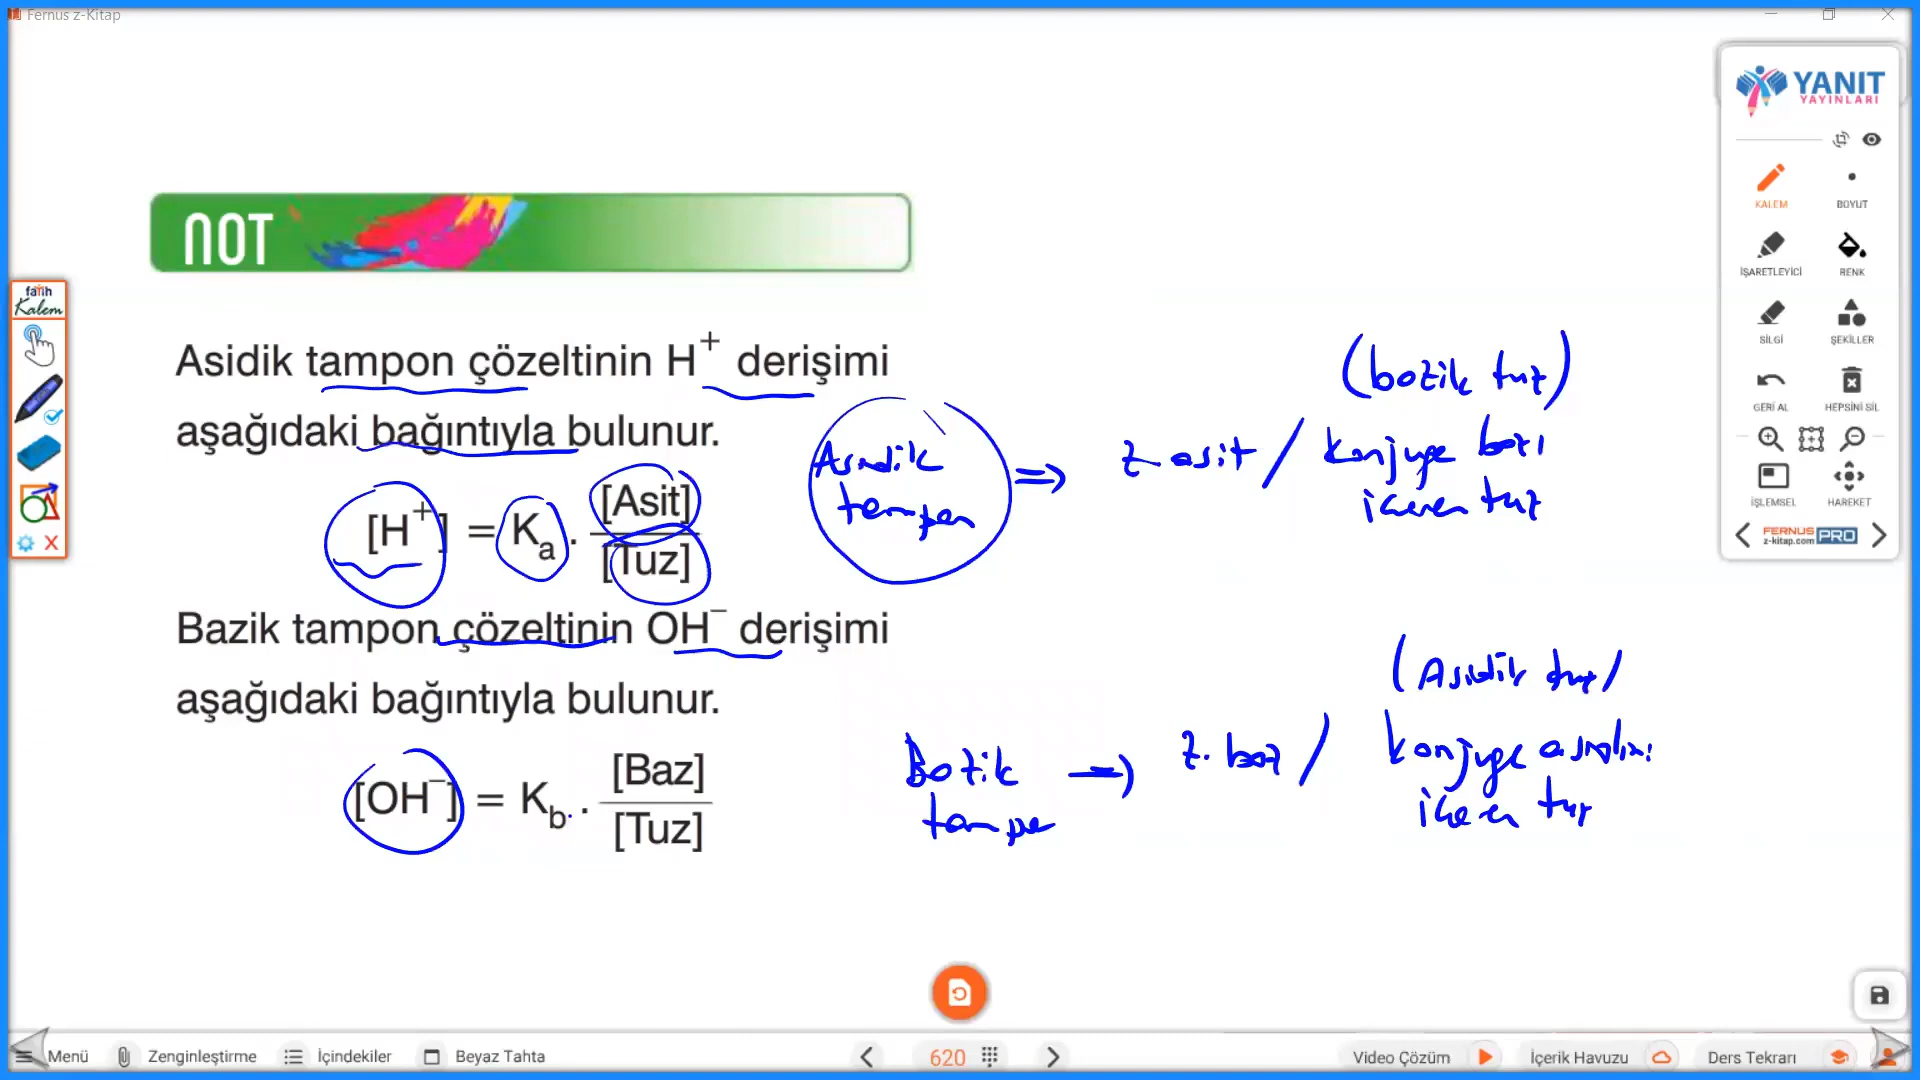 Fernus z-Kitap
YANIT
YAYINLARI
KALEM
BOYUT
İŞARETLEYİCİ
RENK
SİLGİ
ŞEKİLLER
GERİ AL
HEPSİNİ SİL
İŞLEMSEL
HAREKET
FERNUS
z-kitap.com
PRO
fatih
Kalem
NOT
Asidik tampon çözeltinin H⁺ derişimi
aşağıdaki bağıntıyla bulunur.
[H⁺] = Kₐ . [Asit] / [Tuz]
Bazik tampon çözeltinin OH⁻ derişimi
aşağıdaki bağıntıyla bulunur.
[OH⁻] = K_b . [Baz] / [Tuz]
(bazik tuz)
Asidik
tampon
⇒ z asit / konjuge bazı
içeren tuz
(Asidik tuz)
Bazik
tampon
⇒ z. baz / konjuge asidini
içeren tuz
Menü
Zenginleştirme
İçindekiler
Beyaz Tahta
620
Video Çözüm
İçerik Havuzu
Ders Tekrarı